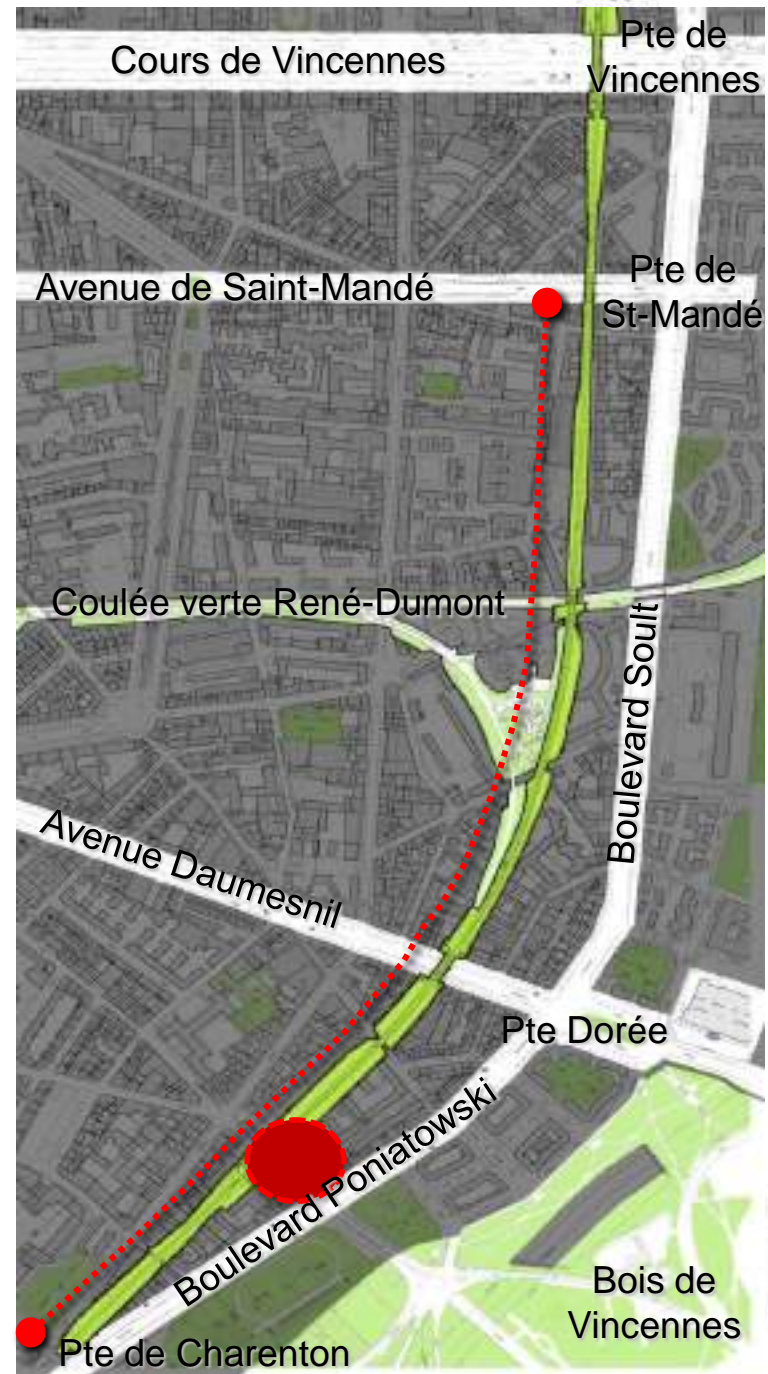 Cours de Vincennes
Pte de
Vincennes
Avenue de Saint-Mandé
Pte de
St-Mandé
Coulée verte René-Dumont
Boulevard Soult
Avenue Daumesnil
Pte Dorée
Boulevard Poniatowski
Bois de
Vincennes
Pte de Charenton